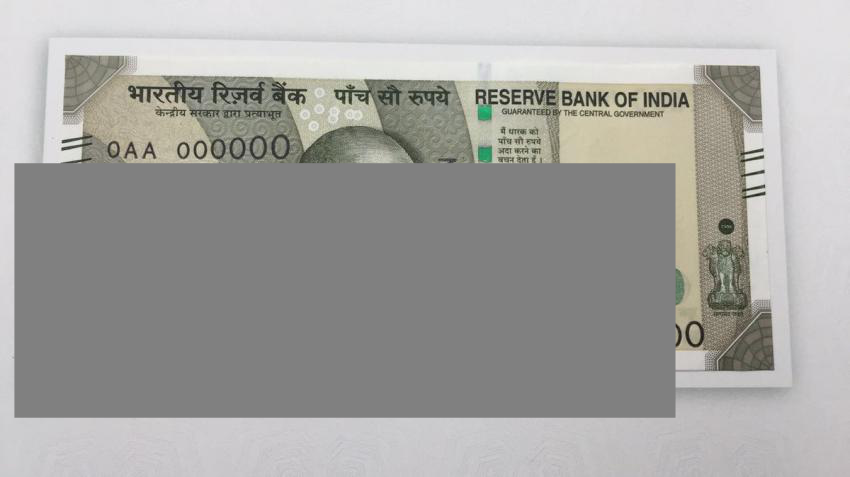 भारतीय रिज़र्व बैंक पाँच सौ रुपये RESERVE BANK OF INDIA
केन्द्रीय सरकार द्वारा प्रत्याभूत GUARANTEED BY THE CENTRAL GOVERNMENT
0AA 000000
मैं धारक को
पाँच सौ रुपये
अदा करने का
वचन देता हूँ ।
00